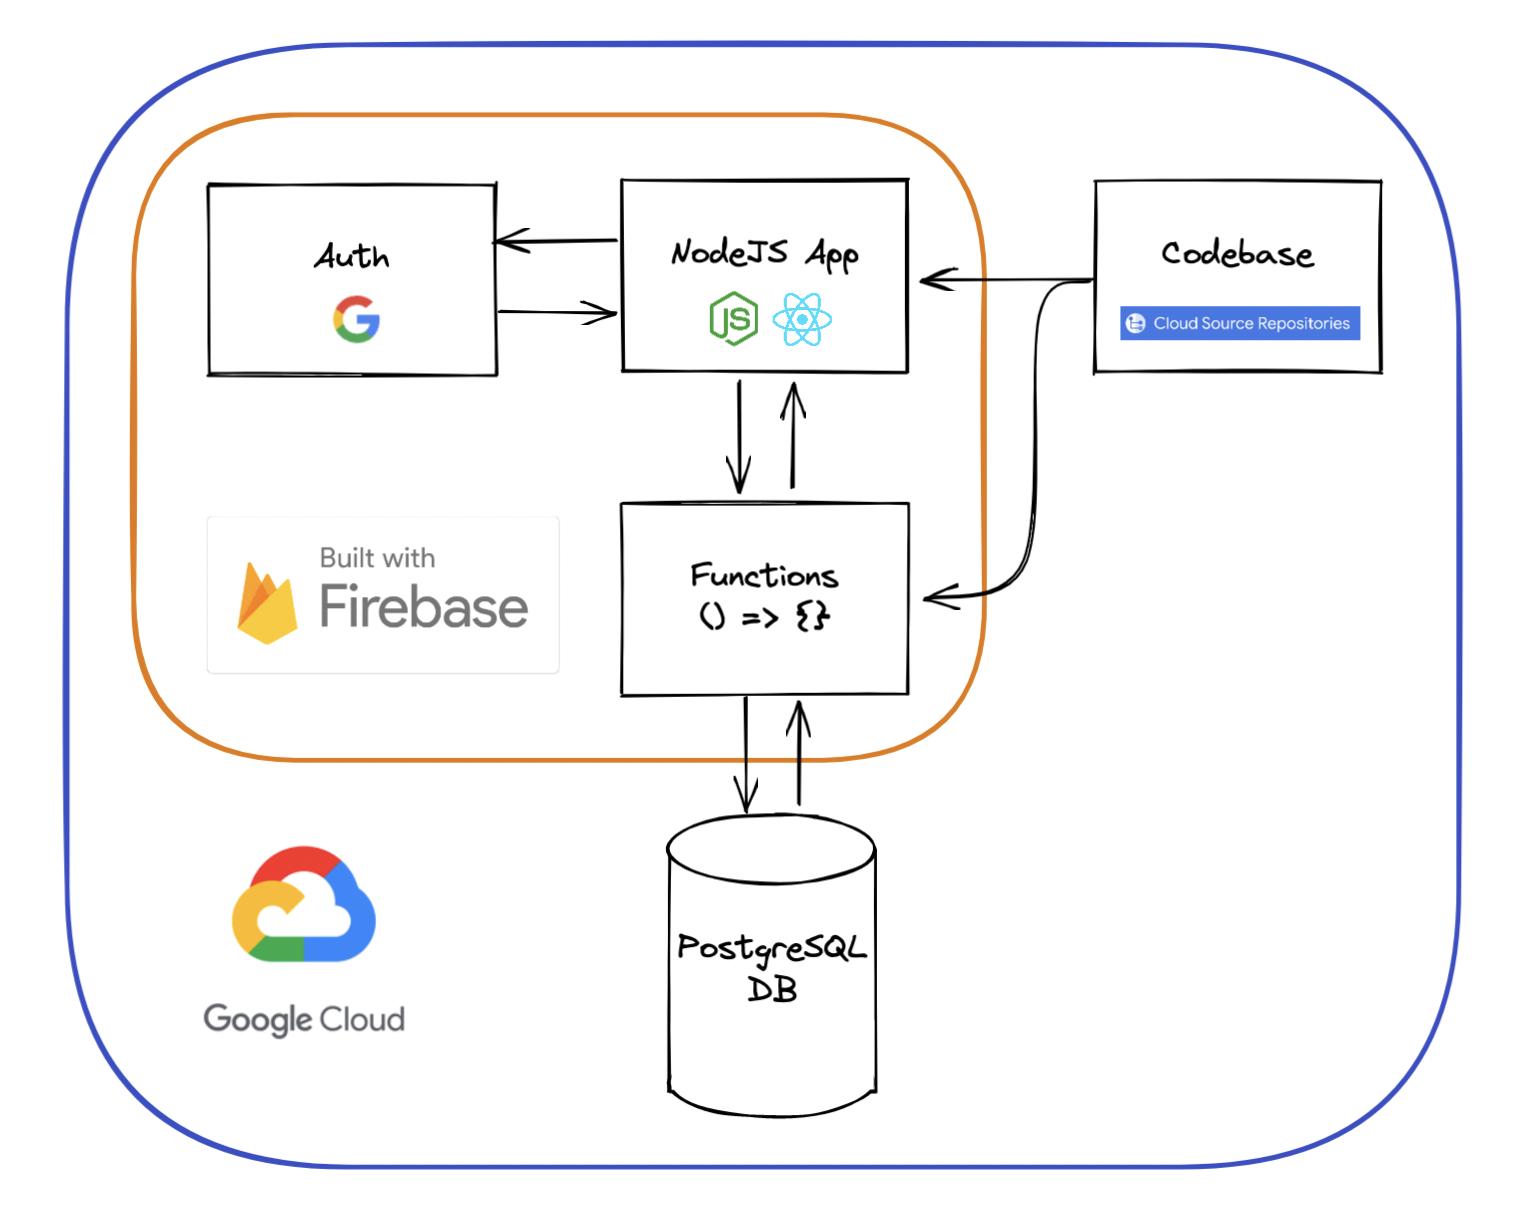 Auth
NodeJS App
JS
Codebase
Cloud Source Repositories
Built with
Firebase
Functions
() => {}
Google Cloud
PostgreSQL
DB